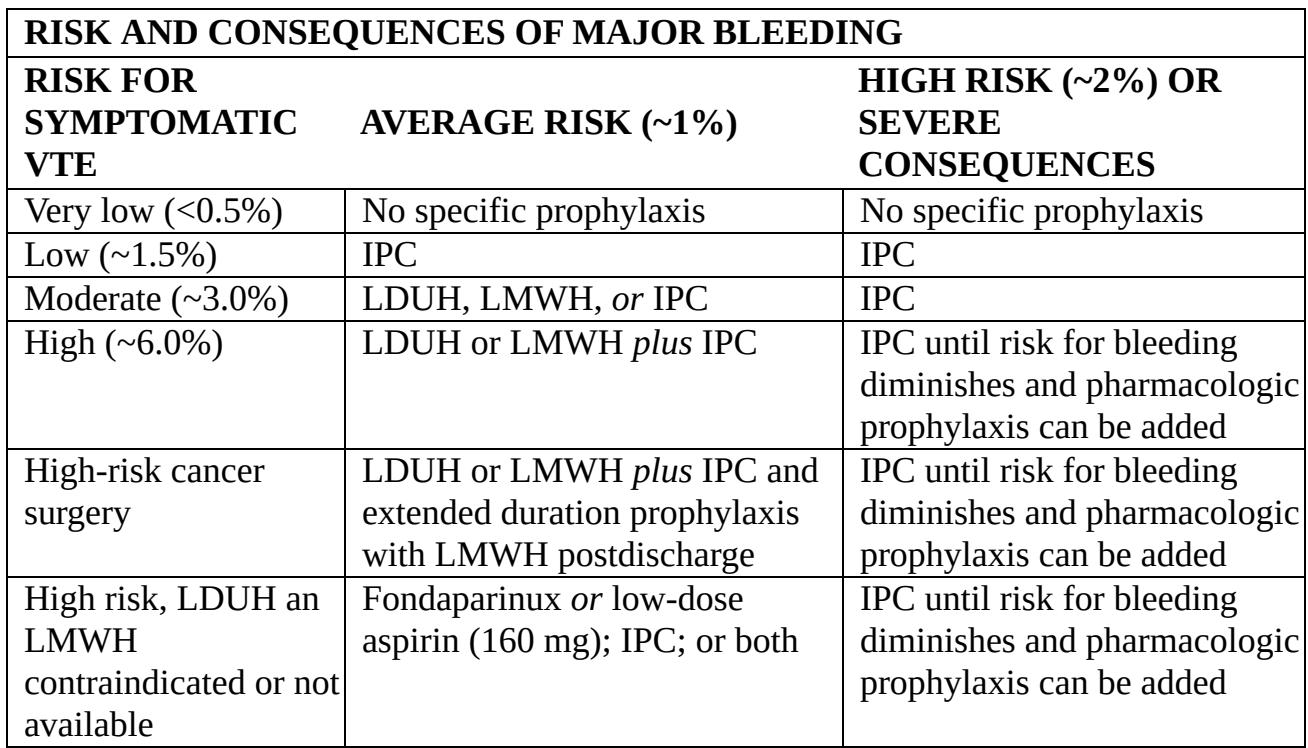 RISK AND CONSEQUENCES OF MAJOR BLEEDING
RISK FOR
SYMPTOMATIC
VTE
AVERAGE RISK (~1%)
HIGH RISK (~2%) OR
SEVERE
CONSEQUENCES
Very low (<0.5%)
No specific prophylaxis
No specific prophylaxis
Low (~1.5%)
IPC
IPC
Moderate (~3.0%)
LDUH, LMWH, or IPC
IPC
High (~6.0%)
LDUH or LMWH plus IPC
IPC until risk for bleeding
diminishes and pharmacologic
prophylaxis can be added
High-risk cancer
surgery
LDUH or LMWH plus IPC and
extended duration prophylaxis
with LMWH postdischarge
IPC until risk for bleeding
diminishes and pharmacologic
prophylaxis can be added
High risk, LDUH an
LMWH
contraindicated or not
available
Fondaparinux or low-dose
aspirin (160 mg); IPC; or both
IPC until risk for bleeding
diminishes and pharmacologic
prophylaxis can be added